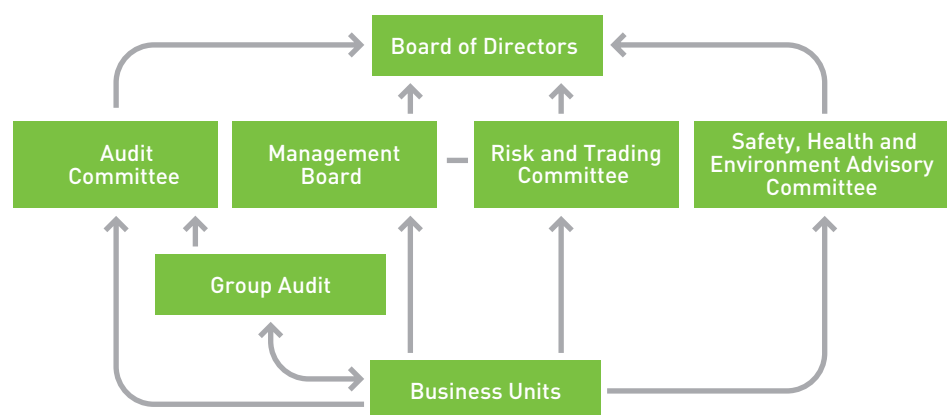 Board of Directors
Audit
Committee
Management
Board
Risk and Trading
Committee
Safety, Health and
Environment Advisory
Committee
Group Audit
Business Units